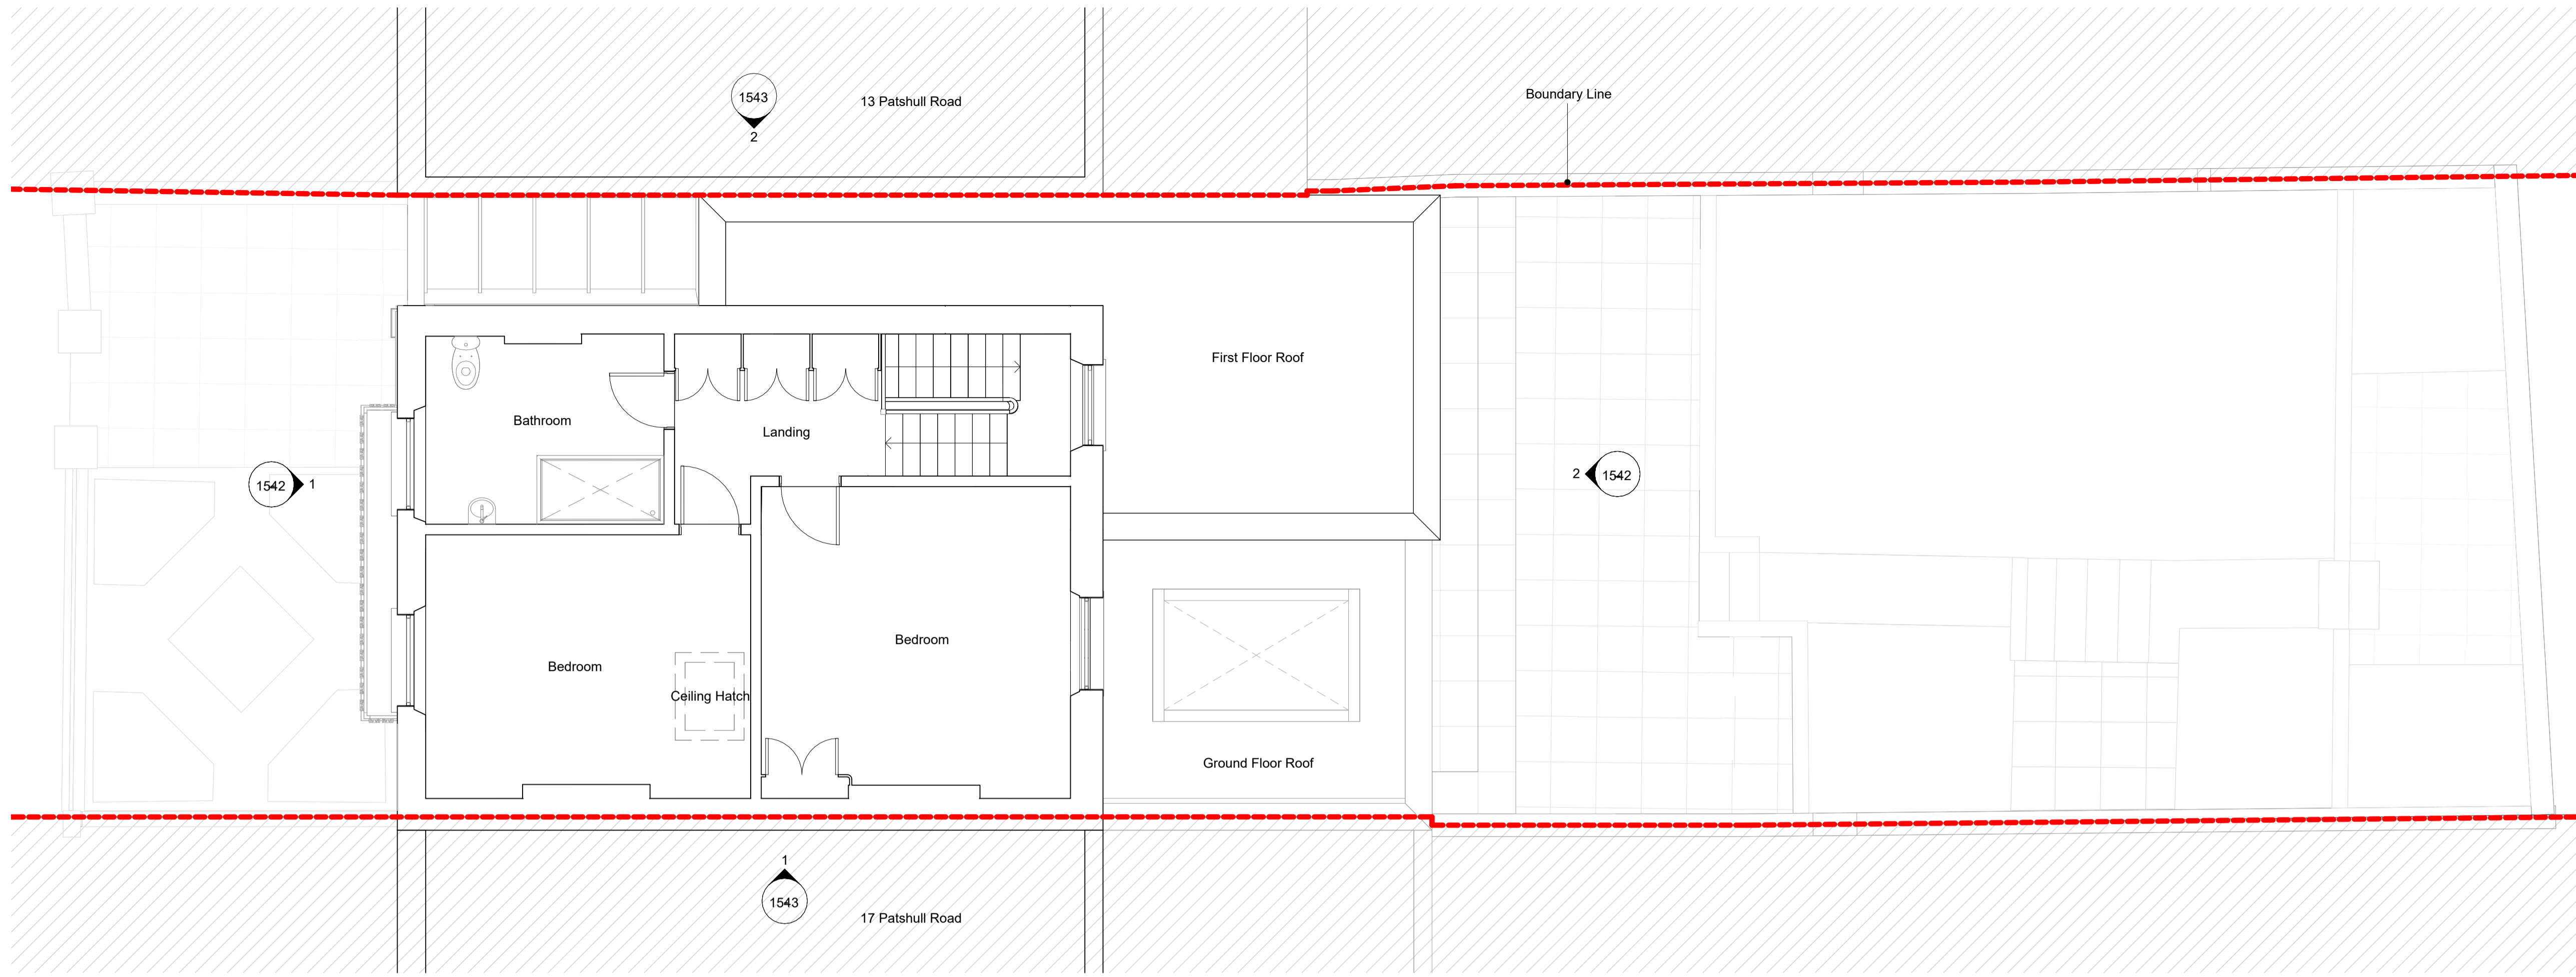 Boundary Line
1543
2
13 Patshull Road
First Floor Roof
Bathroom
Landing
1542
1
2
1542
Bedroom
Bedroom
Ceiling Hatch
Ground Floor Roof
1
1543
17 Patshull Road